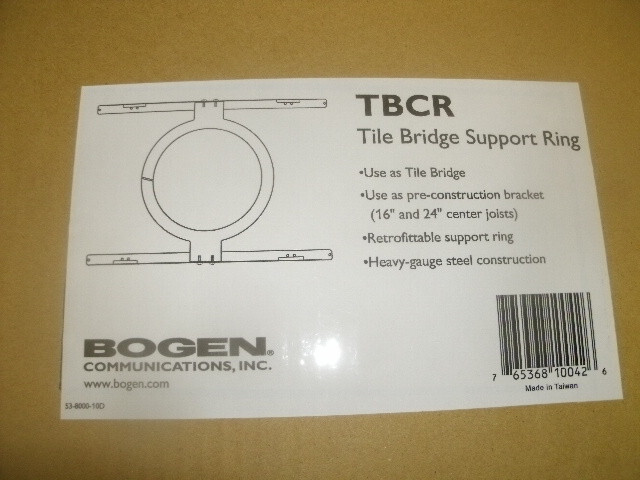 TBCR
Tile Bridge Support Ring
•Use as Tile Bridge
•Use as pre-construction bracket
(16" and 24" center joists)
•Retrofittable support ring
•Heavy-gauge steel construction
BOGEN®
COMMUNICATIONS, INC.
www.bogen.com
53-8000-10D
7 65368 10042 6
Made in Taiwan